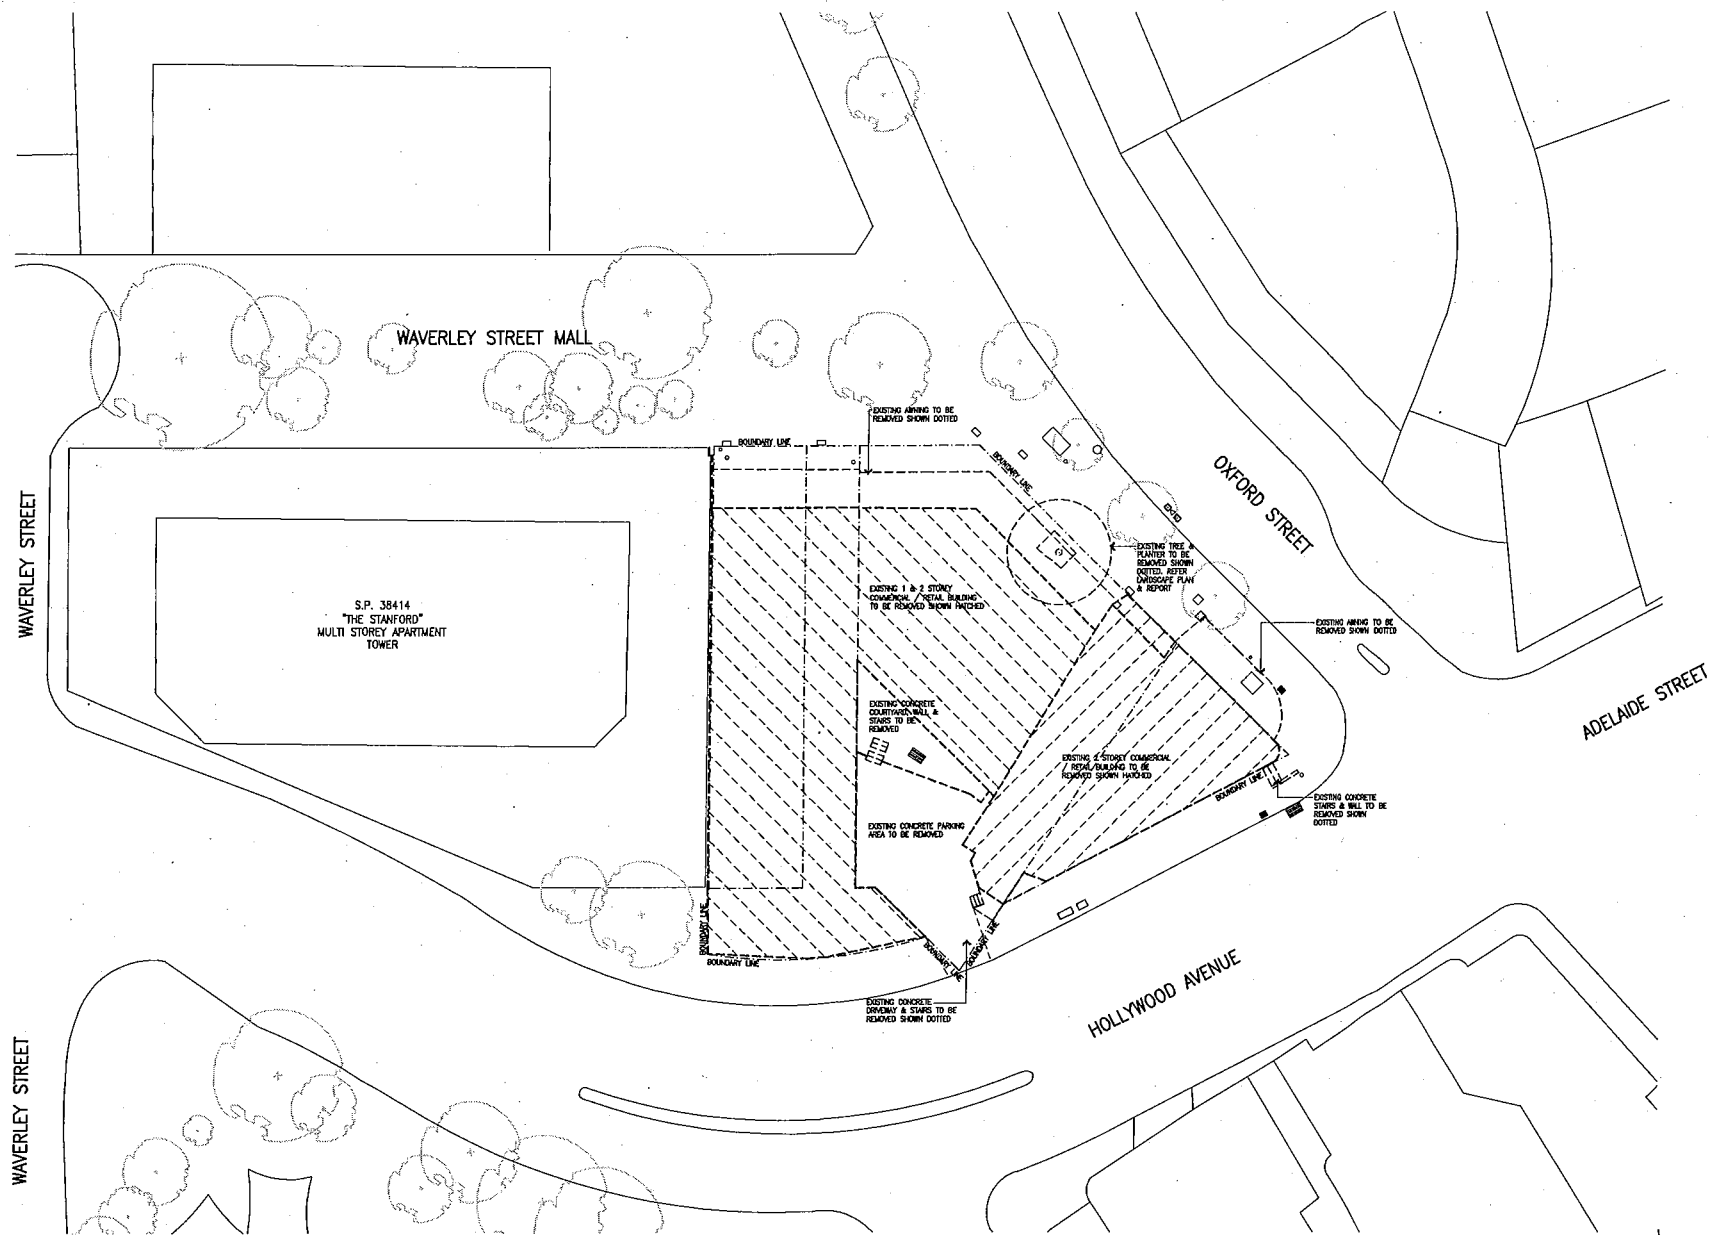 WAVERLEY STREET MALL
EXISTING AWNING TO BE
REMOVED SHOWN DOTTED
BOUNDARY LINE
BOUNDARY LINE
OXFORD STREET
WAVERLEY STREET
EXISTING TREE &
PLANTER TO BE
REMOVED SHOWN
DOTTED. REFER
LANDSCAPE PLAN
& REPORT
EXISTING 1 & 2 STOREY
COMMERCIAL / RETAIL BUILDING
TO BE REMOVED SHOWN HATCHED
S.P. 38414
"THE STANFORD"
MULTI STOREY APARTMENT
TOWER
EXISTING AWNING TO BE
REMOVED SHOWN DOTTED
ADELAIDE STREET
EXISTING CONCRETE
COURTYARD, WALL &
STAIRS TO BE
REMOVED
EXISTING 2 STOREY COMMERCIAL
/ RETAIL BUILDING TO BE
REMOVED SHOWN HATCHED
BOUNDARY LINE
EXISTING CONCRETE
STAIRS & WALL TO BE
REMOVED SHOWN
DOTTED
EXISTING CONCRETE PARKING
AREA TO BE REMOVED
BOUNDARY LINE
BOUNDARY LINE
BOUNDARY LINE
BOUNDARY LINE
HOLLYWOOD AVENUE
EXISTING CONCRETE
DRIVEWAY & STAIRS TO BE
REMOVED SHOWN DOTTED
WAVERLEY STREET